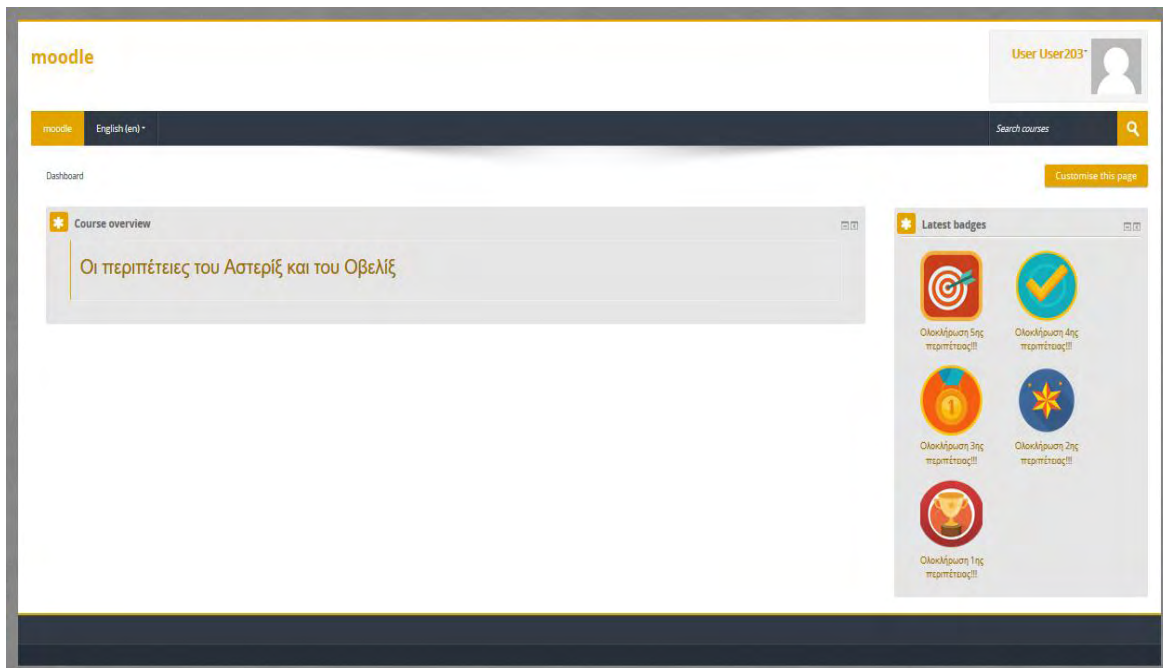 moodle
User User203
moodle English (en)
Search courses
Dashboard
Customise this page
Course overview
Οι περιπέτειες του Αστερίξ και του Οβελίξ
Latest badges
Ολοκλήρωση 5ης
περιπέτειας!!!
Ολοκλήρωση 4ης
περιπέτειας!!!
1
Ολοκλήρωση 3ης
περιπέτειας!!!
Ολοκλήρωση 2ης
περιπέτειας!!!
Ολοκλήρωση 1ης
περιπέτειας!!!